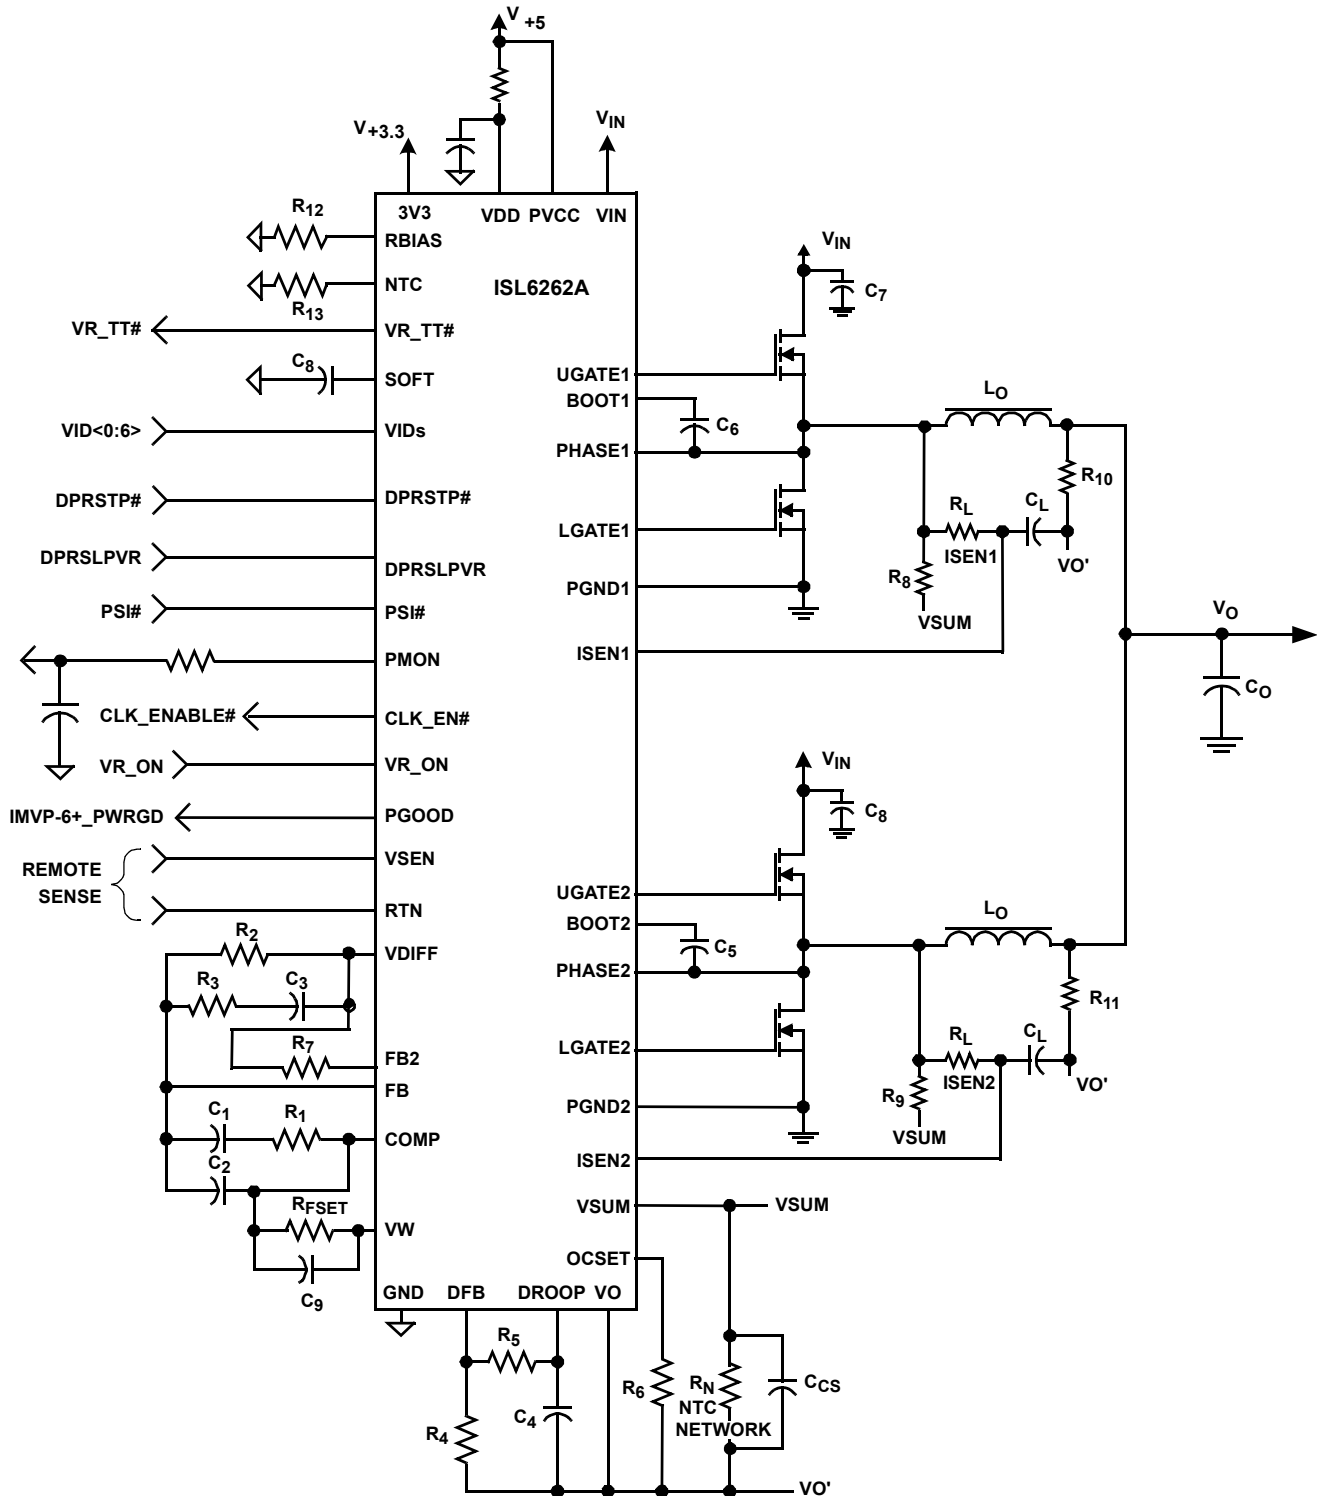 V +5
V+3.3
VIN
3V3 VDD PVCC VIN
R12
RBIAS
ISL6262A
NTC
R13
VR_TT#
VR_TT#
C8
SOFT
VID<0:6>
VIDs
DPRSTP#
DPRSTP#
DPRSLPVR
DPRSLPVR
PSI#
PSI#
PMON
CLK_ENABLE#
CLK_EN#
VR_ON
VR_ON
IMVP-6+_PWRGD
PGOOD
REMOTE
SENSE
VSEN
RTN
R2
VDIFF
R3
C3
R7
FB2
FB
C1
R1
COMP
C2
RFSET
VW
C9
GND
DFB
DROOP
VO
R5
R4
C4
UGATE1
BOOT1
C6
PHASE1
LGATE1
PGND1
ISEN1
VIN
C7
LO
R10
RL
CL
ISEN1
VO'
R8
VSUM
VO
CO
VIN
C8
UGATE2
BOOT2
C5
PHASE2
LGATE2
PGND2
ISEN2
LO
R11
RL
CL
ISEN2
VO'
R9
VSUM
VSUM
VSUM
OCSET
R6
RN
NTC
NETWORK
CCS
VO'